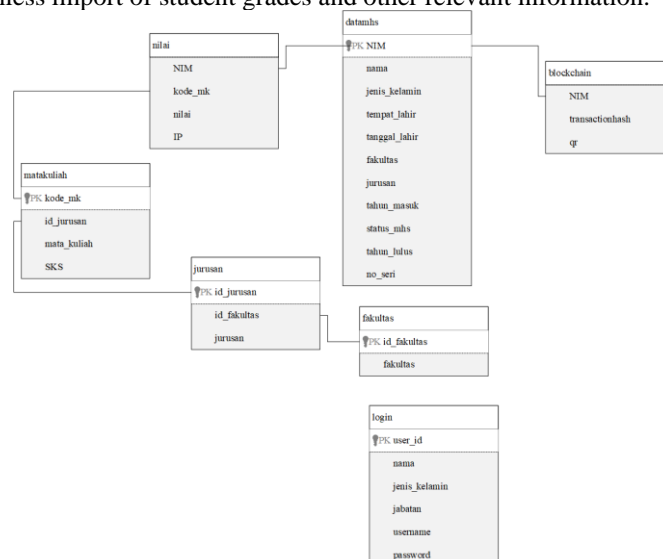 ness import of student grades and other relevant information.
datamhs
PK NIM
nama
jenis_kelamin
tempat_lahir
tanggal_lahir
fakultas
jurusan
tahun_masuk
status_mhs
tahun_lulus
no_seri
nilai
NIM
kode_mk
nilai
IP
blockchain
NIM
transactionhash
qr
matakuliah
PK kode_mk
id_jurusan
mata_kuliah
SKS
jurusan
PK id_jurusan
id_fakultas
jurusan
fakultas
PK id_fakultas
fakultas
login
PK user_id
nama
jenis_kelamin
jabatan
username
password